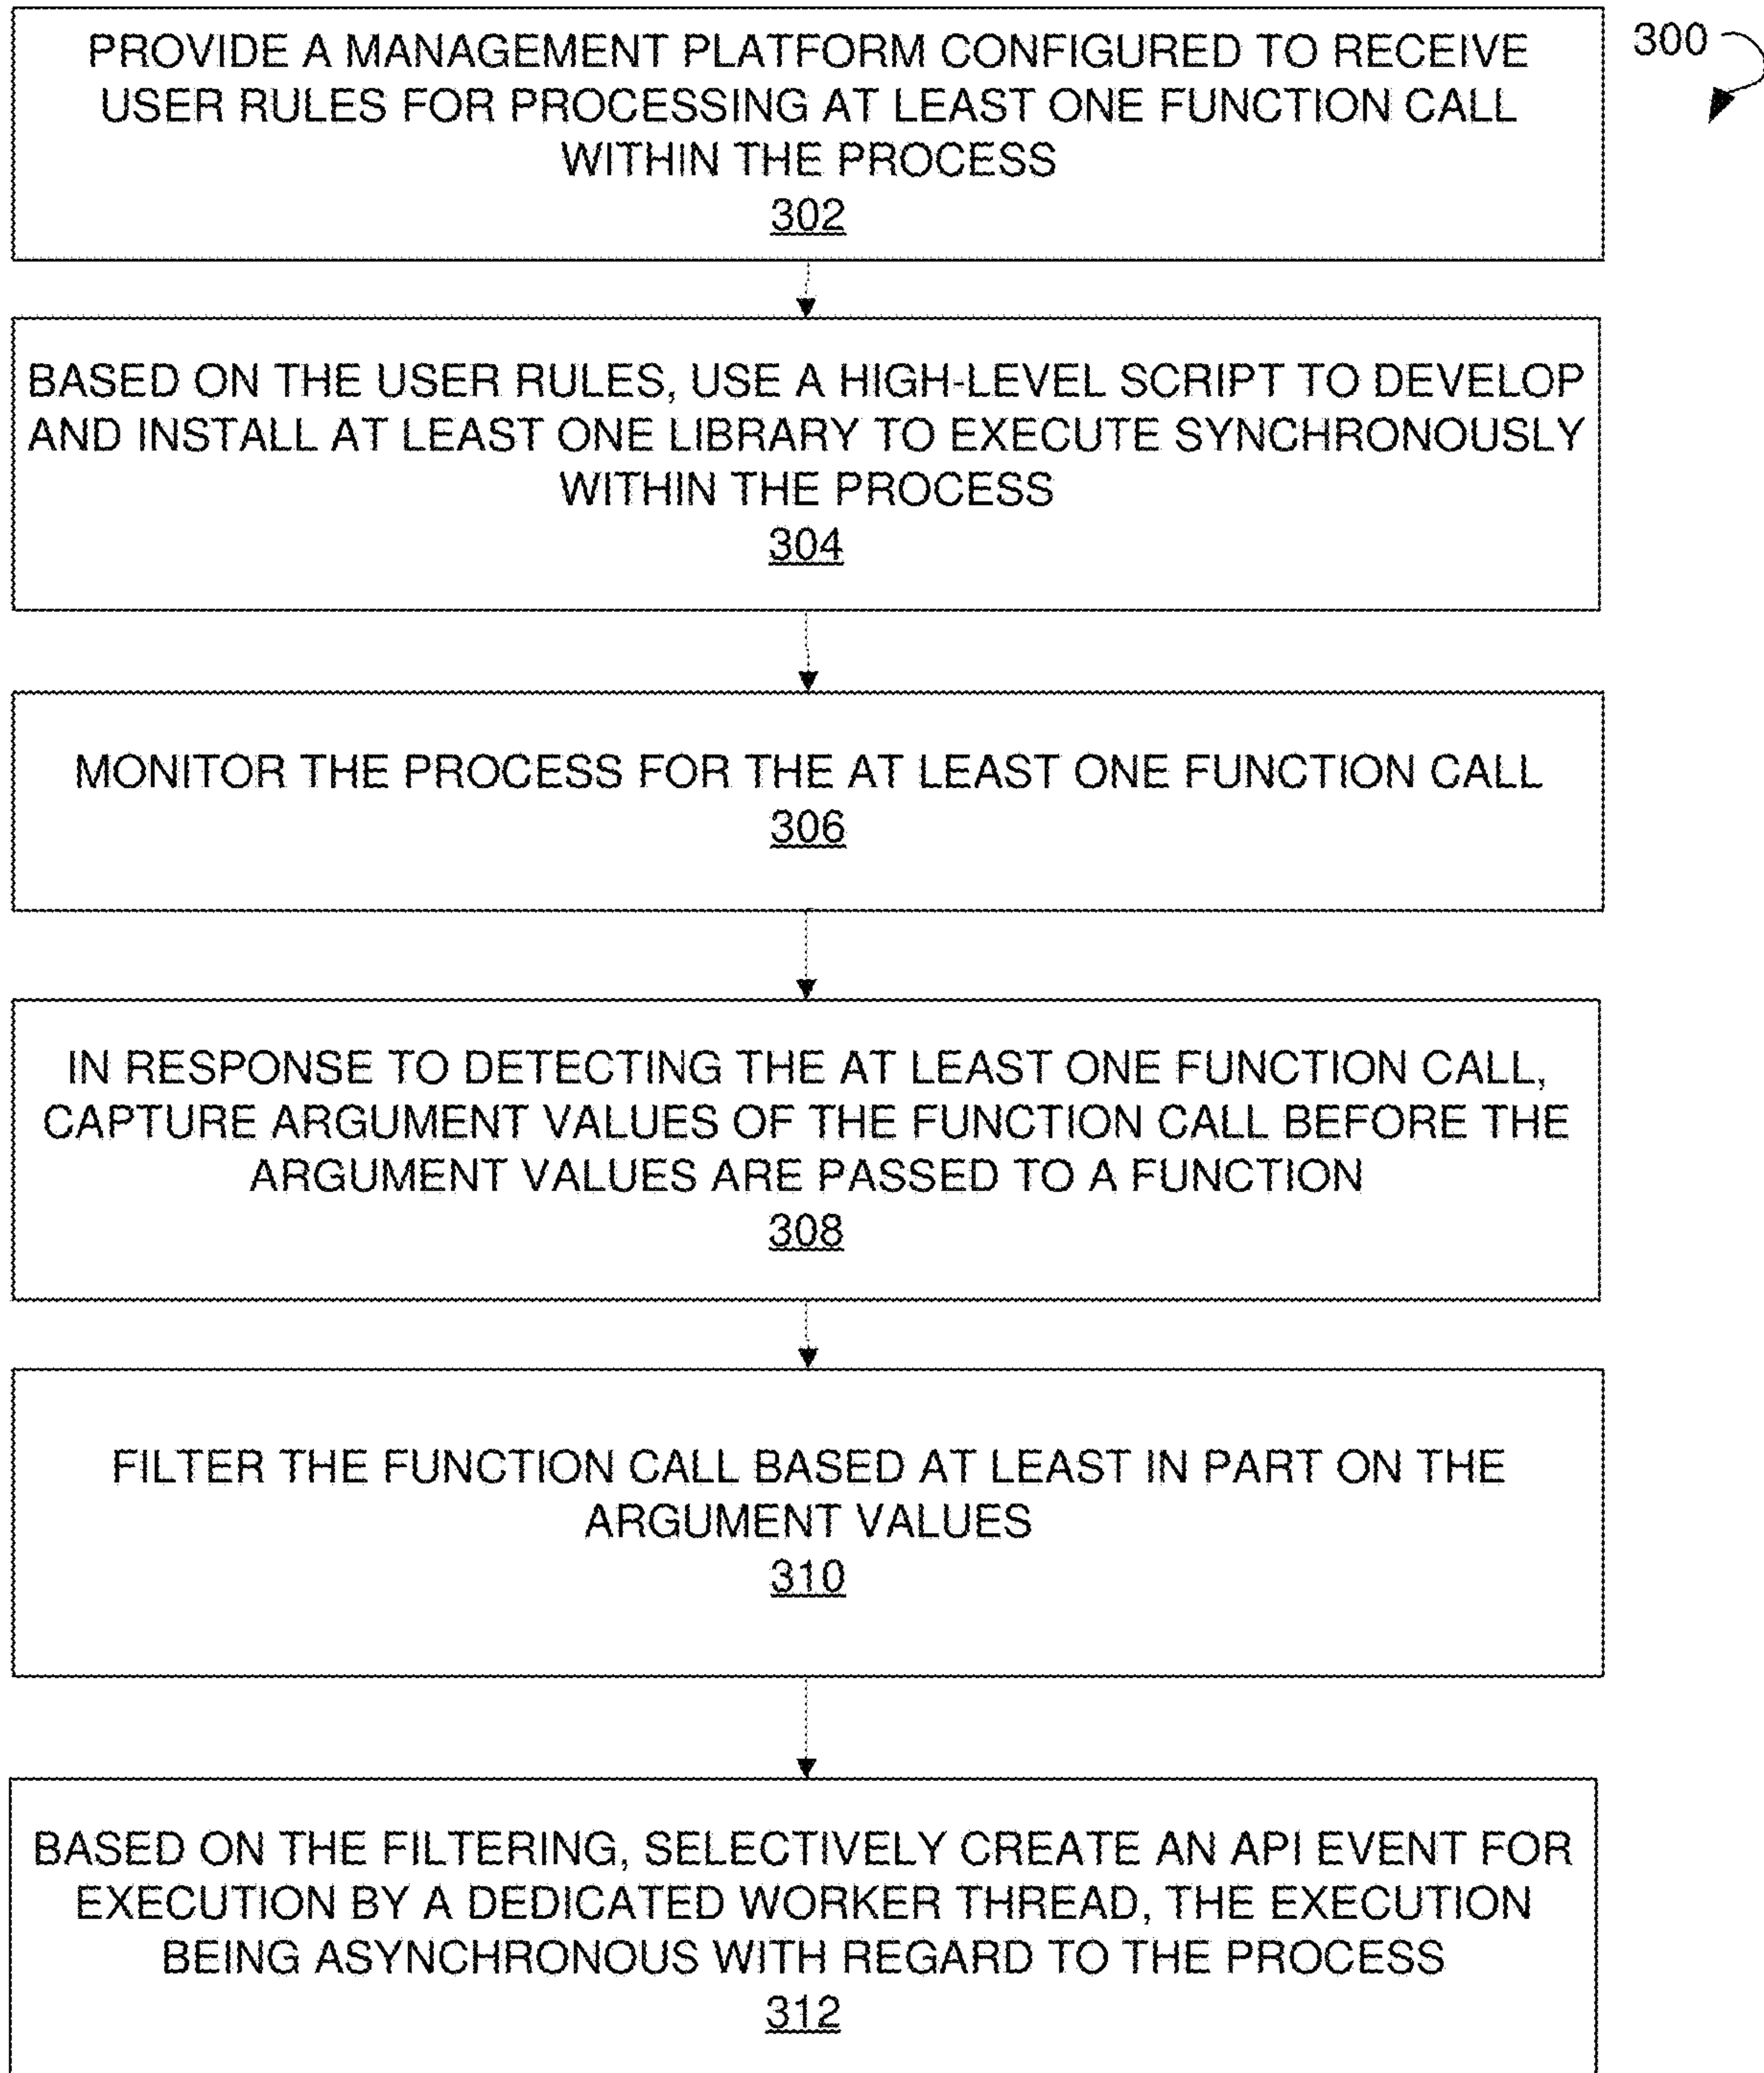 300
PROVIDE A MANAGEMENT PLATFORM CONFIGURED TO RECEIVE
USER RULES FOR PROCESSING AT LEAST ONE FUNCTION CALL
WITHIN THE PROCESS
302
BASED ON THE USER RULES, USE A HIGH-LEVEL SCRIPT TO DEVELOP
AND INSTALL AT LEAST ONE LIBRARY TO EXECUTE SYNCHRONOUSLY
WITHIN THE PROCESS
304
MONITOR THE PROCESS FOR THE AT LEAST ONE FUNCTION CALL
306
IN RESPONSE TO DETECTING THE AT LEAST ONE FUNCTION CALL,
CAPTURE ARGUMENT VALUES OF THE FUNCTION CALL BEFORE THE
ARGUMENT VALUES ARE PASSED TO A FUNCTION
308
FILTER THE FUNCTION CALL BASED AT LEAST IN PART ON THE
ARGUMENT VALUES
310
BASED ON THE FILTERING, SELECTIVELY CREATE AN API EVENT FOR
EXECUTION BY A DEDICATED WORKER THREAD, THE EXECUTION
BEING ASYNCHRONOUS WITH REGARD TO THE PROCESS
312